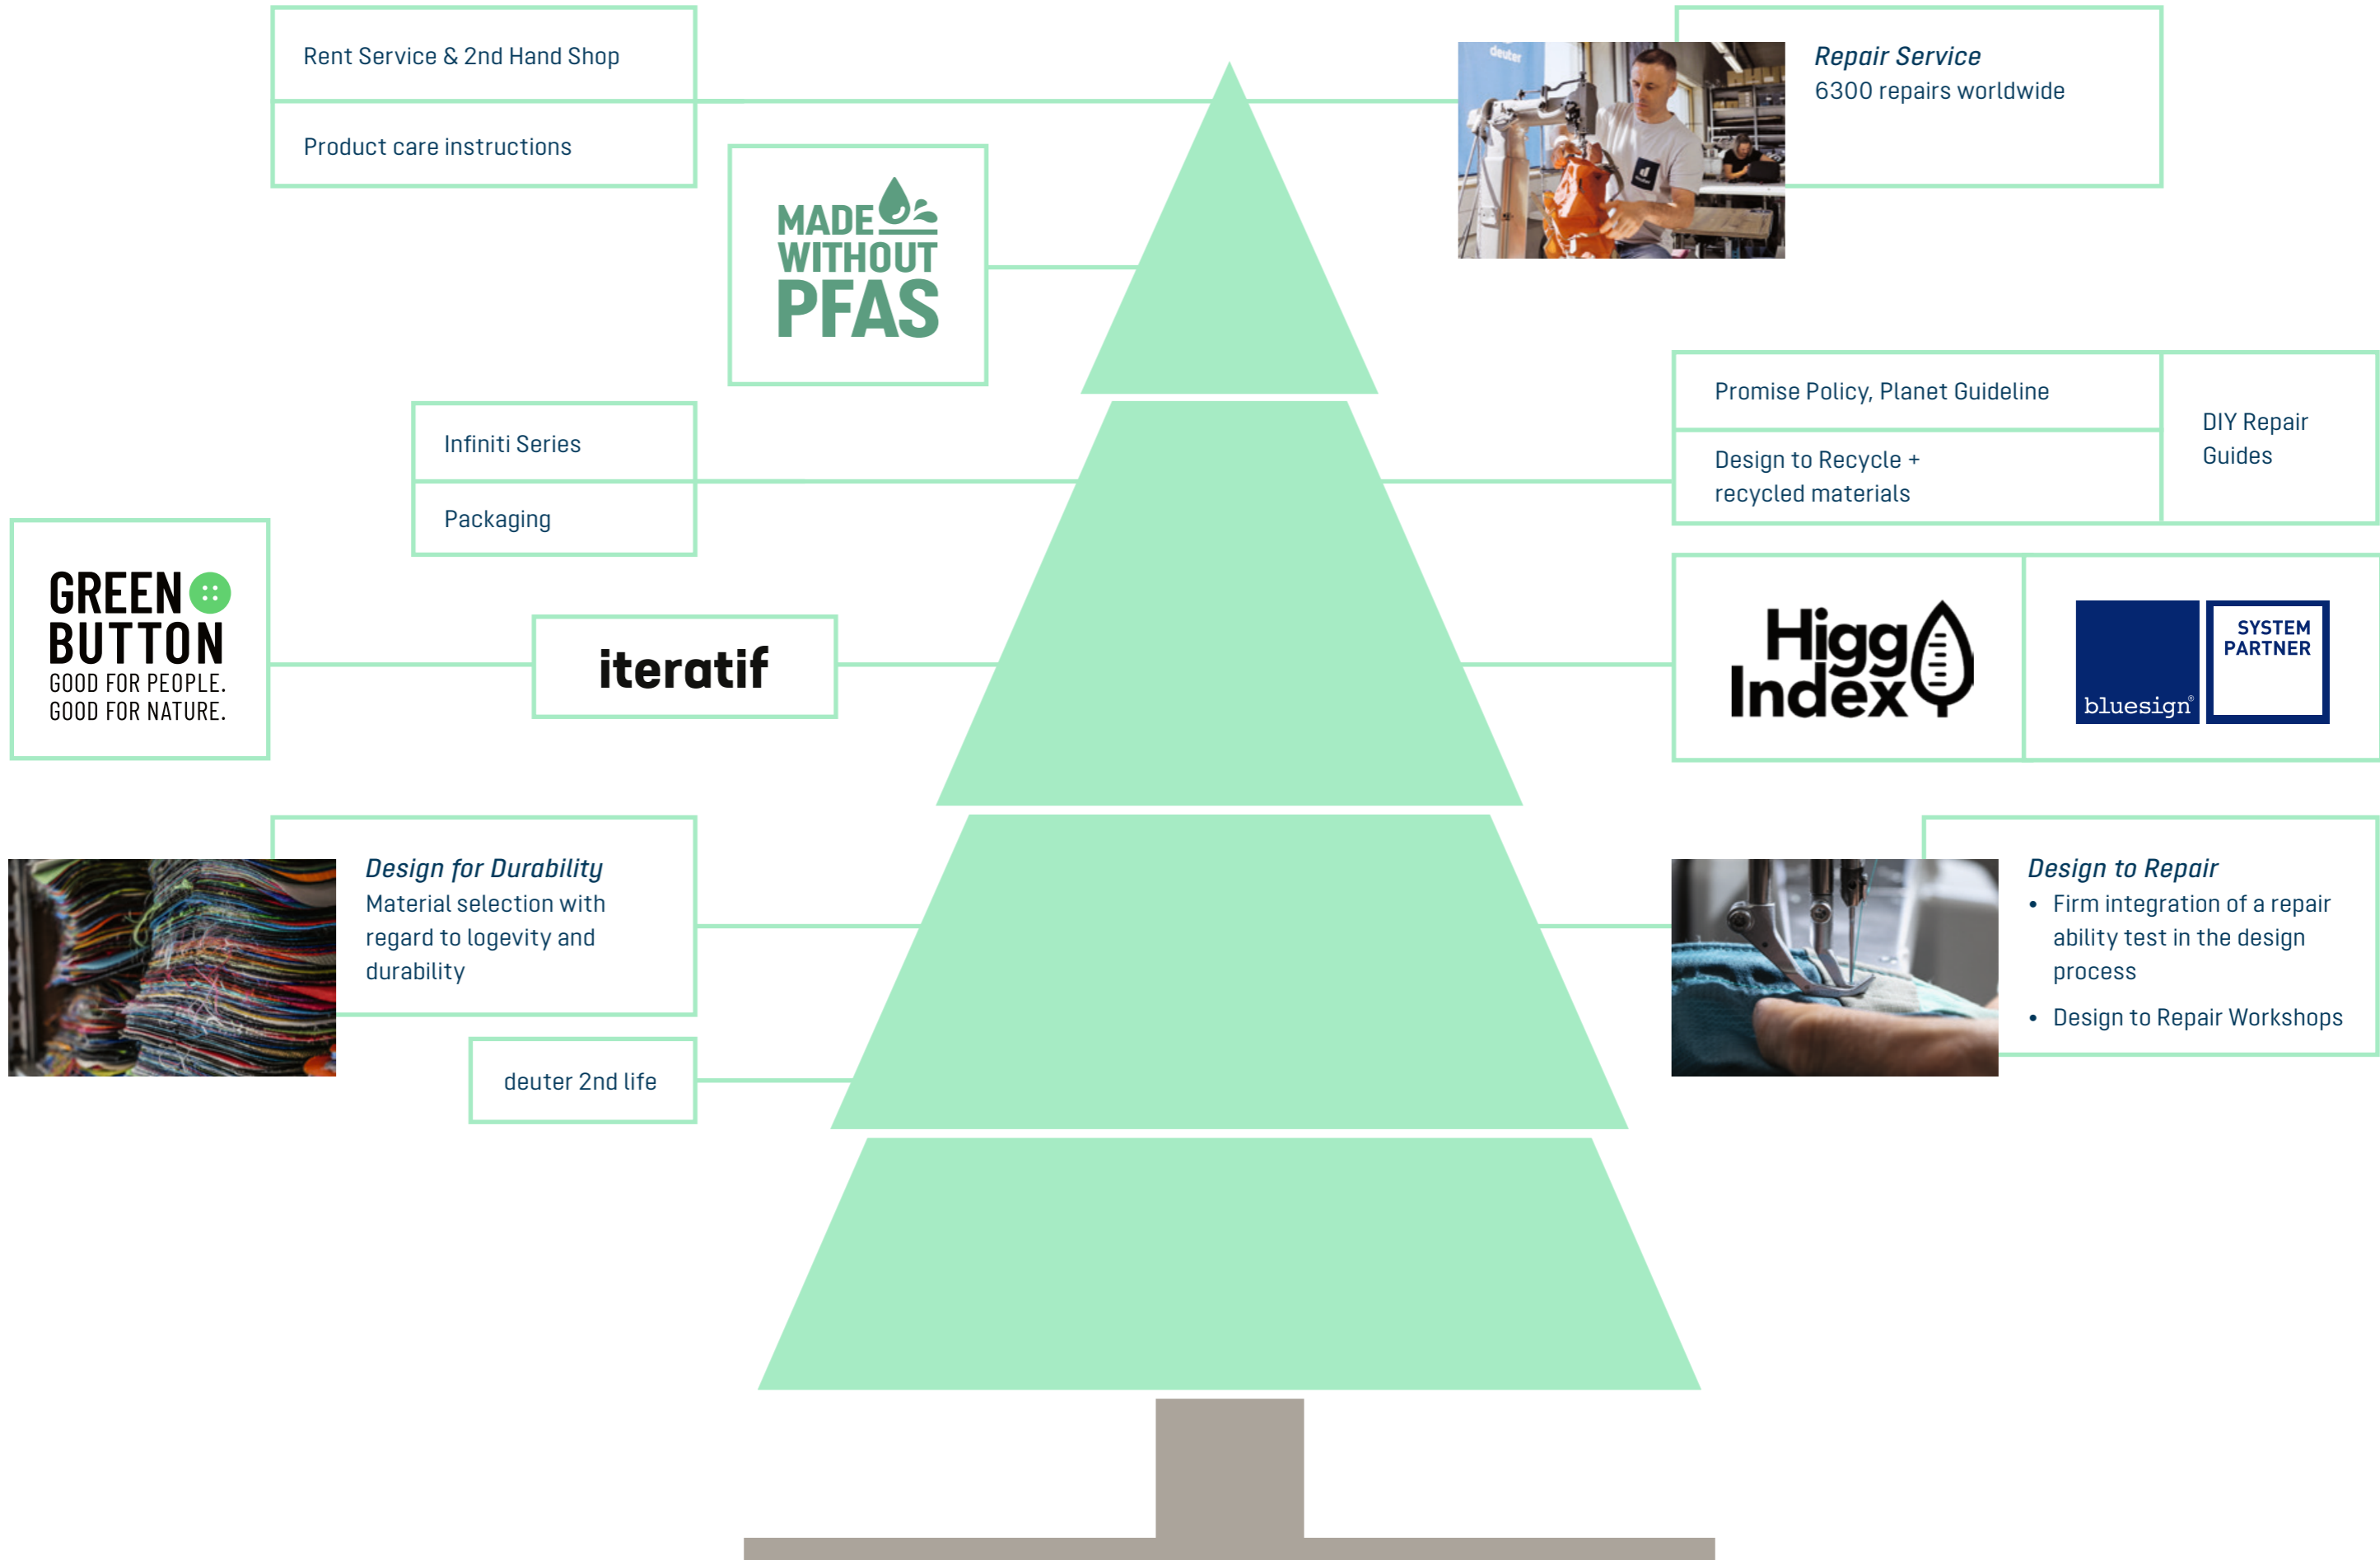 Rent Service & 2nd Hand Shop
Product care instructions
deuter
Repair Service
6300 repairs worldwide
MADE
WITHOUT
PFAS
Infiniti Series
Packaging
Promise Policy, Planet Guideline
Design to Recycle +
recycled materials
DIY Repair
Guides
GREEN
BUTTON
GOOD FOR PEOPLE.
GOOD FOR NATURE.
iteratif
Higg
Index
bluesign®
SYSTEM
PARTNER
Design for Durability
Material selection with
regard to logevity and
durability
deuter 2nd life
Design to Repair
• Firm integration of a repair
ability test in the design
process
• Design to Repair Workshops